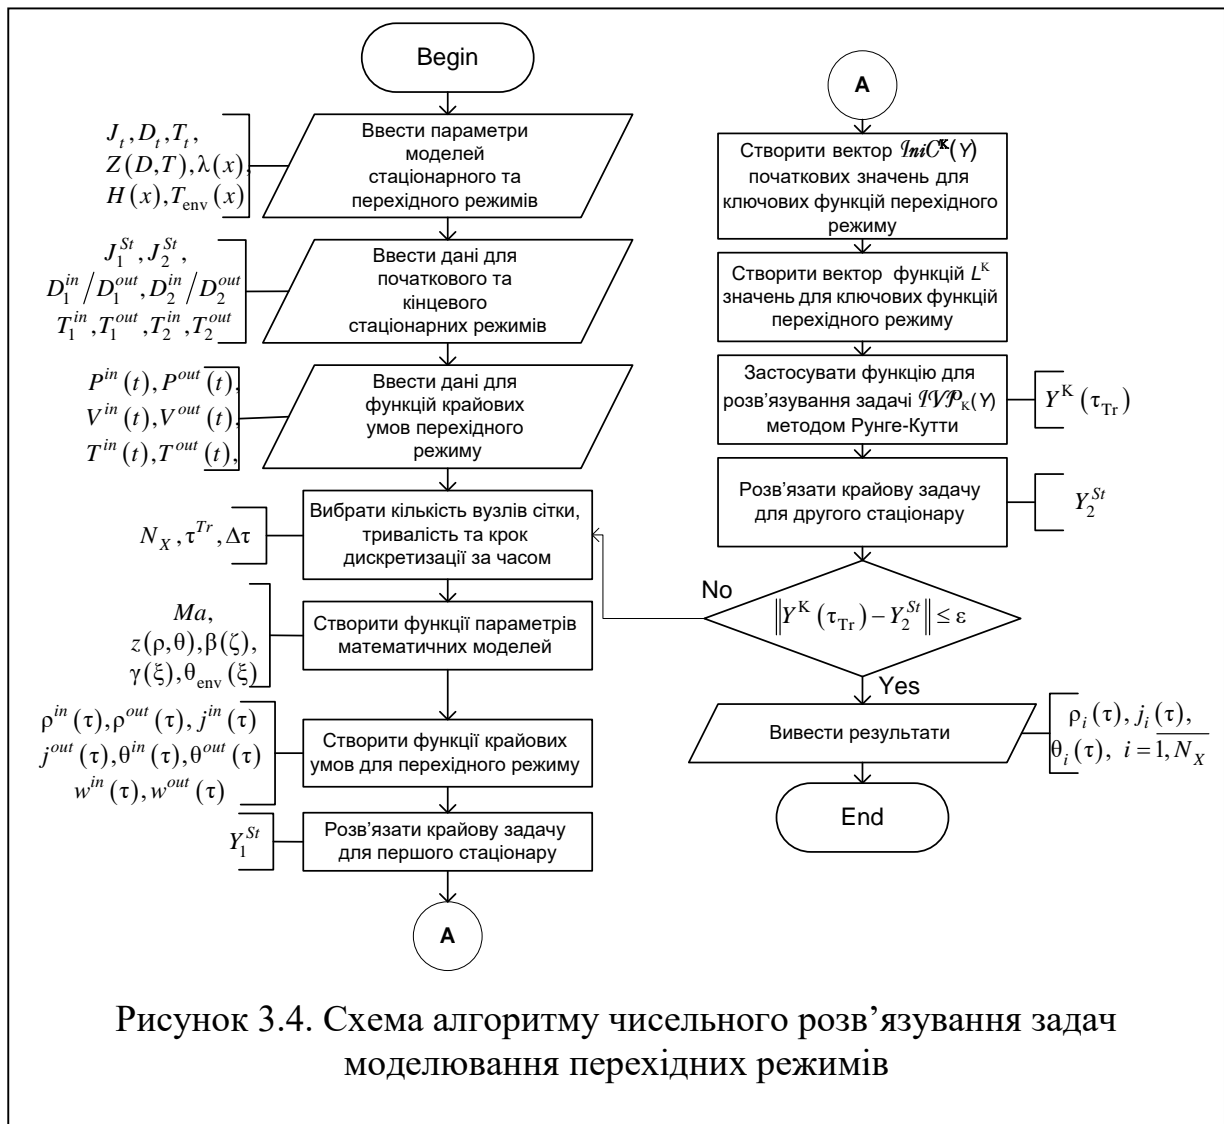 Begin
J_t, D_t, T_t,
Z(D,T), λ(x),
H(x), T_env(x)
Ввести параметри
моделей
стаціонарного та
перехідного режимів
J_1^{St}, J_2^{St},
D_1^{in}/D_1^{out}, D_2^{in}/D_2^{out}
T_1^{in}, T_1^{out}, T_2^{in}, T_2^{out}
Ввести дані для
початкового та
кінцевого
стаціонарних режимів
P^{in}(t), P^{out}(t),
V^{in}(t), V^{out}(t),
T^{in}(t), T^{out}(t),
Ввести дані для
функцій крайових
умов перехідного
режиму
N_X, τ^{Tr}, Δτ
Вибрати кількість вузлів сітки,
тривалість та крок
дискретизації за часом
Ma,
z(ρ,θ), β(ζ),
γ(ξ), θ_env(ξ)
Створити функції параметрів
математичних моделей
ρ^{in}(τ), ρ^{out}(τ), j^{in}(τ)
j^{out}(τ), θ^{in}(τ), θ^{out}(τ)
w^{in}(τ), w^{out}(τ)
Створити функції крайових
умов для перехідного режиму
Y_1^{St}
Розв'язати крайову задачу
для першого стаціонару
A
A
Створити вектор IniC^K(Y)
початкових значень для
ключових функцій перехідного
режиму
Створити вектор функцій L^K
значень для ключових функцій
перехідного режиму
Застосувати функцію для
розв'язування задачі IVP_K(Y)
методом Рунге-Кутти
Y^K(τ_Tr)
Розв'язати крайову задачу
для другого стаціонару
Y_2^{St}
No
‖Y^K(τ_Tr) − Y_2^{St}‖ ≤ ε
Yes
Вивести результати
ρ_i(τ), j_i(τ),
θ_i(τ), i = \overline{1, N_X}
End
Рисунок 3.4. Схема алгоритму чисельного розв’язування задач
моделювання перехідних режимів